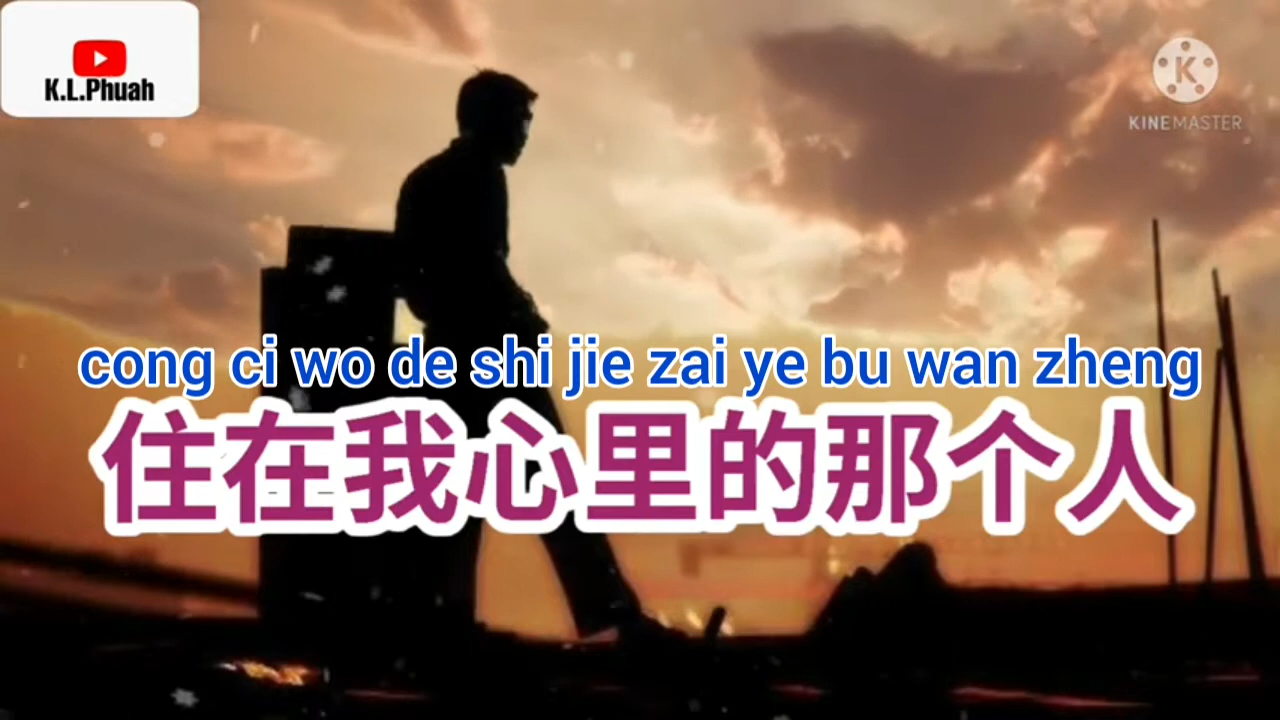 K.L.Phuah
KINEMASTER
cong ci wo de shi jie zai ye bu wan zheng
住在我心里的那个人